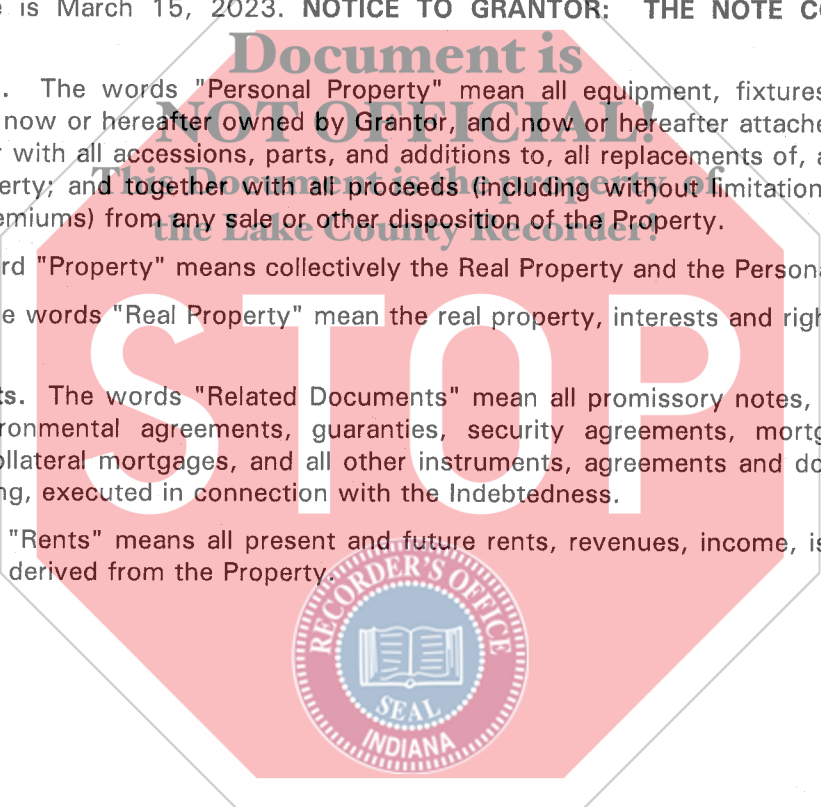 e is March 15, 2023. NOTICE TO GRANTOR: THE NOTE CO
Document is
. The words "Personal Property" mean all equipment, fixtures
NOT OFFICIAL!
now or hereafter owned by Grantor, and now or hereafter attache
r with all accessions, parts, and additions to, all replacements of, a
This Document is the property of
erty; and together with all proceeds (including without limitation
emiums) from any sale or other disposition of the Property.
the Lake County Recorder!
rd "Property" means collectively the Real Property and the Persona
e words "Real Property" mean the real property, interests and righ
STOP
ts. The words "Related Documents" mean all promissory notes,
ronmental agreements, guaranties, security agreements, mortg
ollateral mortgages, and all other instruments, agreements and do
ng, executed in connection with the Indebtedness.
"Rents" means all present and future rents, revenues, income, is
derived from the Property.
RECORDER'S OFFICE
SEAL
INDIANA